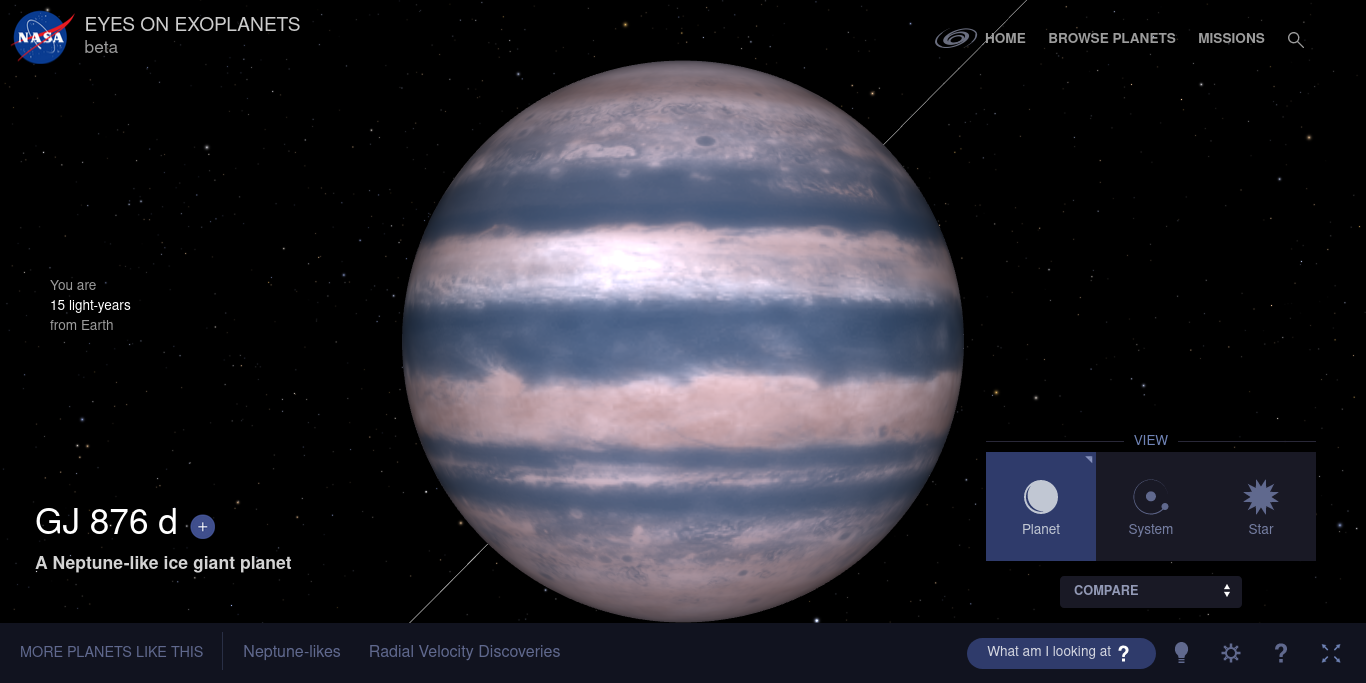 NASA
EYES ON EXOPLANETS
beta
HOME
BROWSE PLANETS
MISSIONS
You are
15 light-years
from Earth
GJ 876 d +
A Neptune-like ice giant planet
VIEW
Planet
System
Star
COMPARE
MORE PLANETS LIKE THIS
Neptune-likes
Radial Velocity Discoveries
What am I looking at ?
?